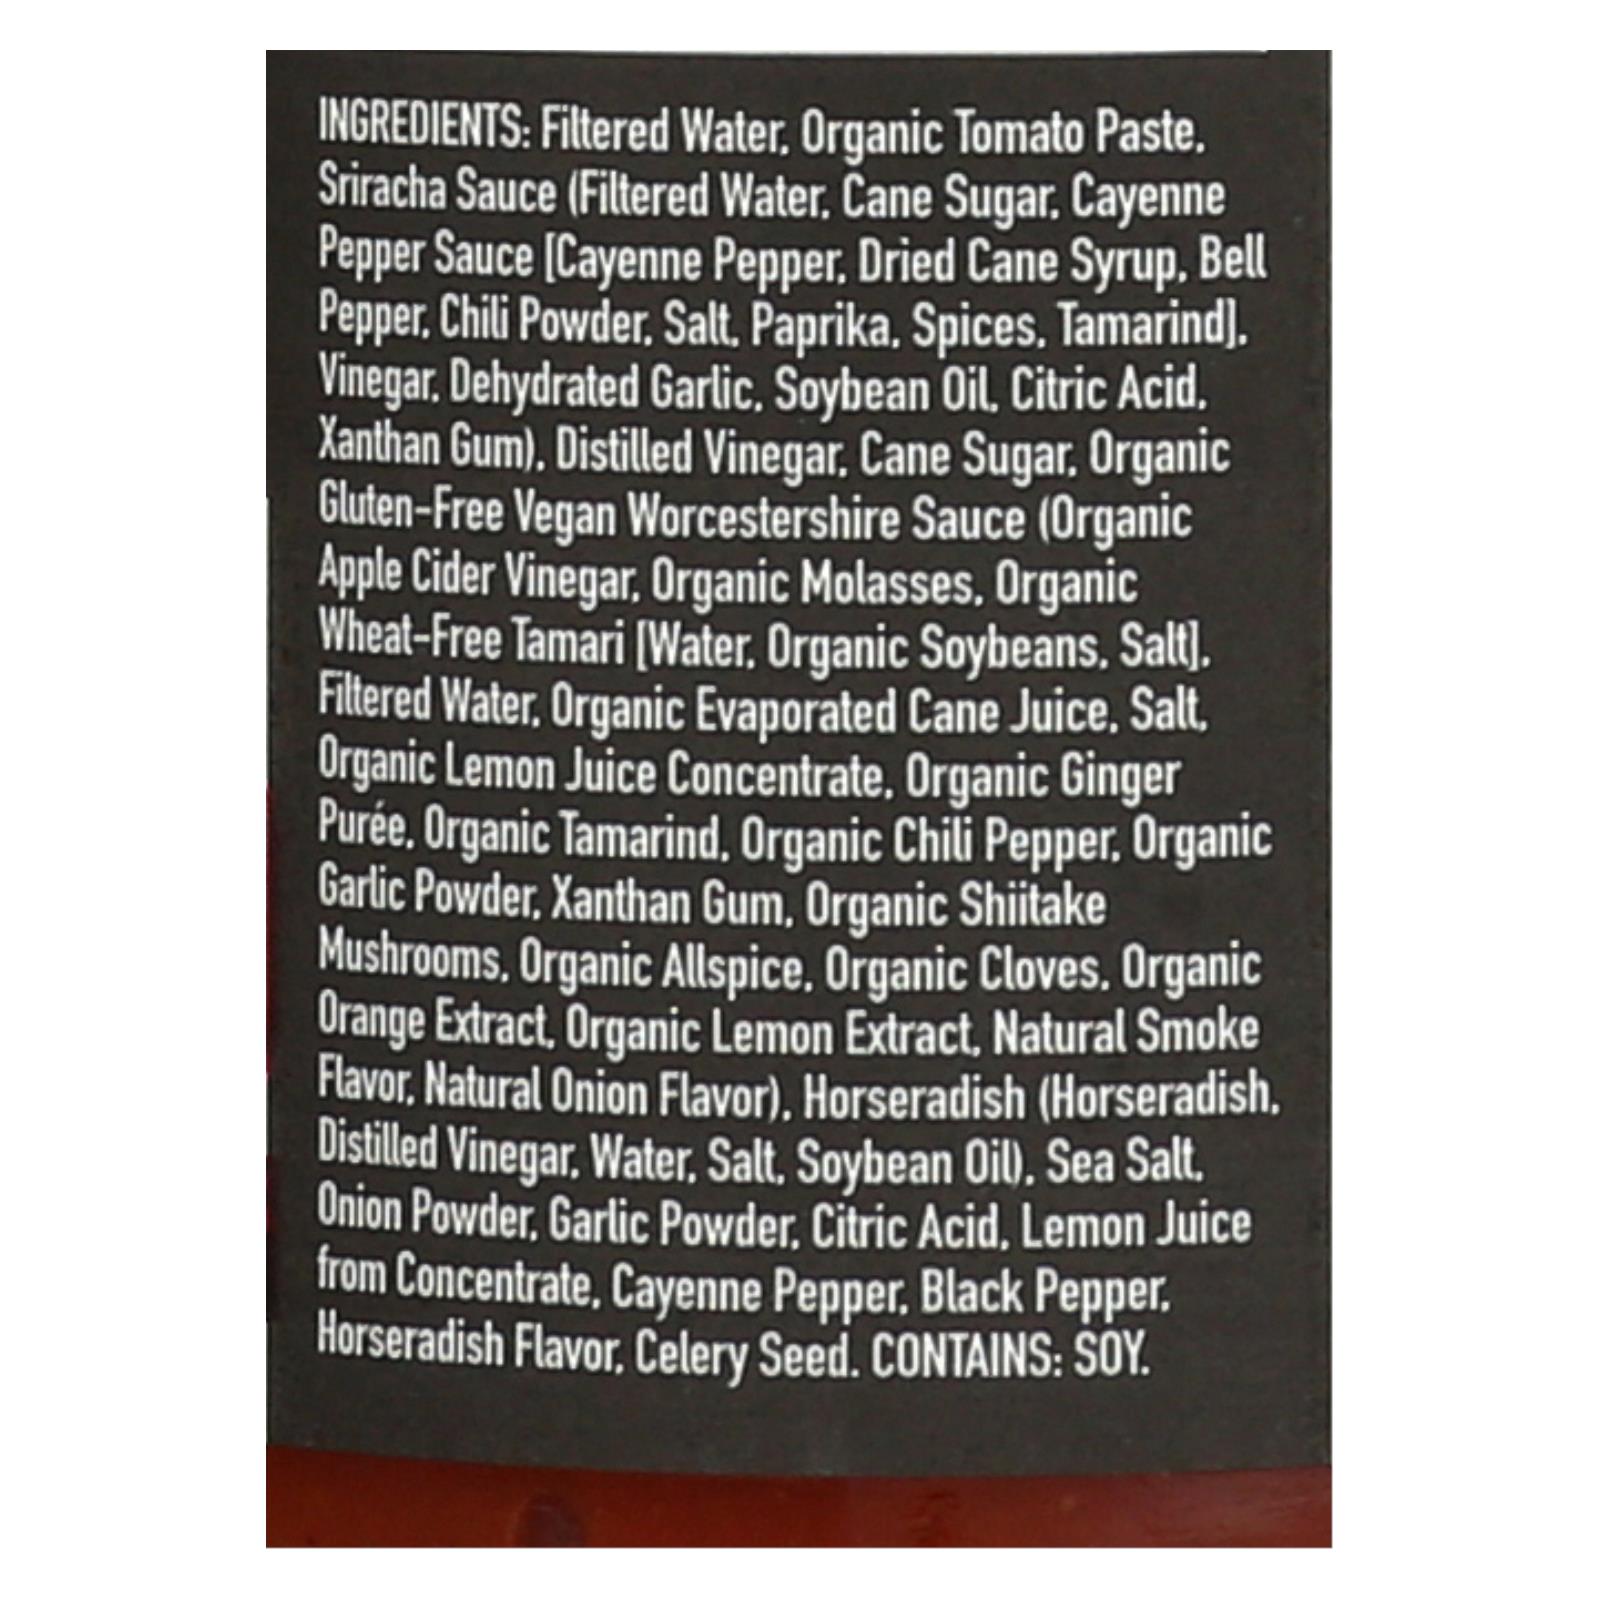 INGREDIENTS: Filtered Water, Organic Tomato Paste,
Sriracha Sauce (Filtered Water, Cane Sugar, Cayenne
Pepper Sauce [Cayenne Pepper, Dried Cane Syrup, Bell
Pepper, Chili Powder, Salt, Paprika, Spices, Tamarind],
Vinegar, Dehydrated Garlic, Soybean Oil, Citric Acid,
Xanthan Gum), Distilled Vinegar, Cane Sugar, Organic
Gluten-Free Vegan Worcestershire Sauce (Organic
Apple Cider Vinegar, Organic Molasses, Organic
Wheat-Free Tamari [Water, Organic Soybeans, Salt],
Filtered Water, Organic Evaporated Cane Juice, Salt,
Organic Lemon Juice Concentrate, Organic Ginger
Purée, Organic Tamarind, Organic Chili Pepper, Organic
Garlic Powder, Xanthan Gum, Organic Shiitake
Mushrooms, Organic Allspice, Organic Cloves, Organic
Orange Extract, Organic Lemon Extract, Natural Smoke
Flavor, Natural Onion Flavor), Horseradish (Horseradish,
Distilled Vinegar, Water, Salt, Soybean Oil), Sea Salt,
Onion Powder, Garlic Powder, Citric Acid, Lemon Juice
from Concentrate, Cayenne Pepper, Black Pepper,
Horseradish Flavor, Celery Seed. CONTAINS: SOY.